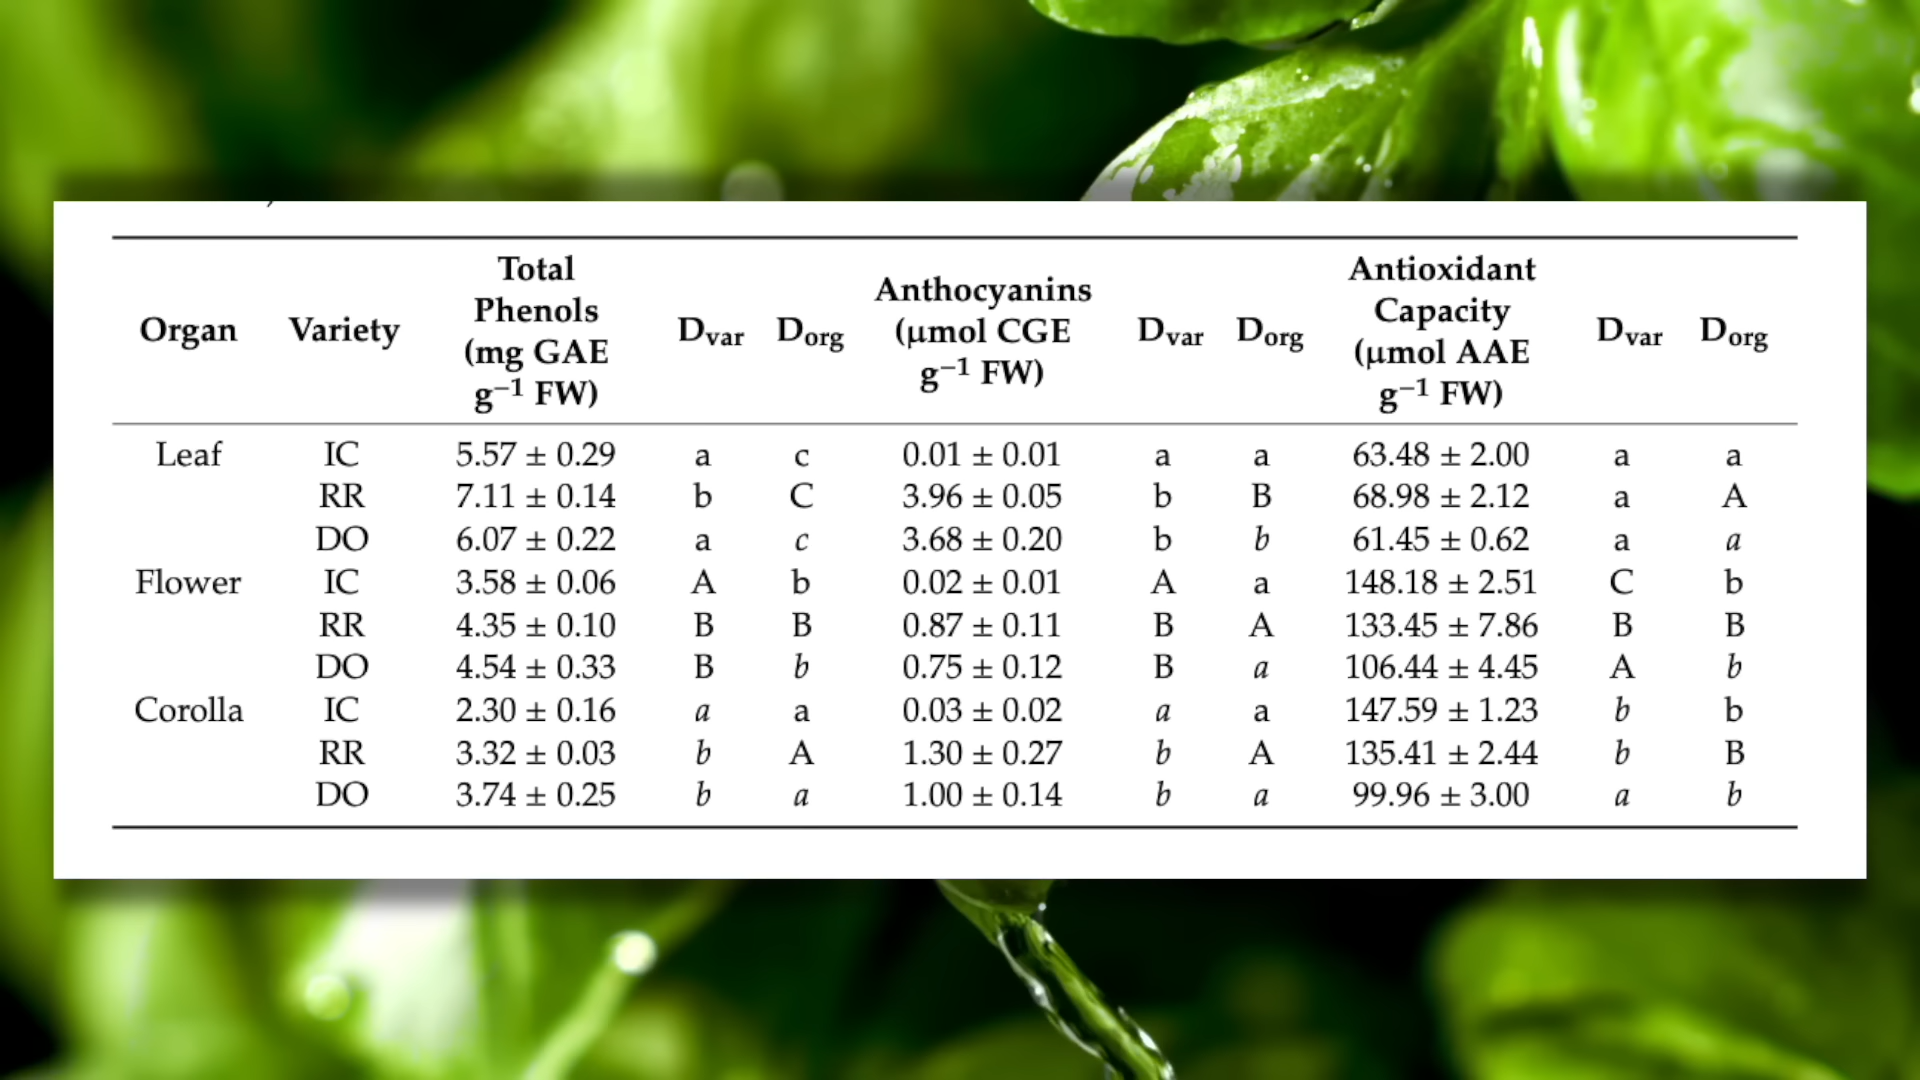 Organ Variety Total Phenols (mg GAE g⁻¹ FW) Dvar Dorg Anthocyanins (μmol CGE g⁻¹ FW) Dvar Dorg Antioxidant Capacity (μmol AAE g⁻¹ FW) Dvar Dorg
Leaf IC 5.57 ± 0.29 a c 0.01 ± 0.01 a a 63.48 ± 2.00 a a
RR 7.11 ± 0.14 b C 3.96 ± 0.05 b B 68.98 ± 2.12 a A
DO 6.07 ± 0.22 a c 3.68 ± 0.20 b b 61.45 ± 0.62 a a
Flower IC 3.58 ± 0.06 A b 0.02 ± 0.01 A a 148.18 ± 2.51 C b
RR 4.35 ± 0.10 B B 0.87 ± 0.11 B A 133.45 ± 7.86 B B
DO 4.54 ± 0.33 B b 0.75 ± 0.12 B a 106.44 ± 4.45 A b
Corolla IC 2.30 ± 0.16 a a 0.03 ± 0.02 a a 147.59 ± 1.23 b b
RR 3.32 ± 0.03 b A 1.30 ± 0.27 b A 135.41 ± 2.44 b B
DO 3.74 ± 0.25 b a 1.00 ± 0.14 b a 99.96 ± 3.00 a b